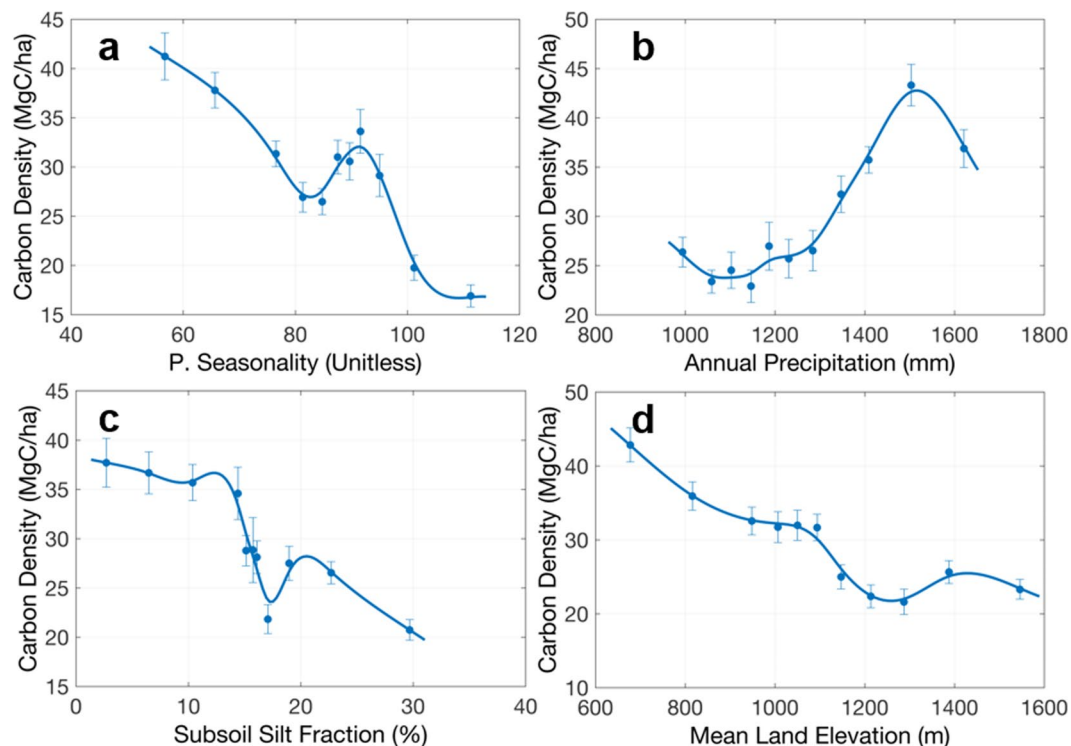 a
45
40
35
30
25
20
15
Carbon Density (MgC/ha)
40 60 80 100 120
P. Seasonality (Unitless)
b
50
45
40
35
30
25
20
Carbon Density (MgC/ha)
800 1000 1200 1400 1600 1800
Annual Precipitation (mm)
c
45
40
35
30
25
20
15
Carbon Density (MgC/ha)
0 10 20 30 40
Subsoil Silt Fraction (%)
d
50
40
30
20
10
Carbon Density (MgC/ha)
600 800 1000 1200 1400 1600
Mean Land Elevation (m)